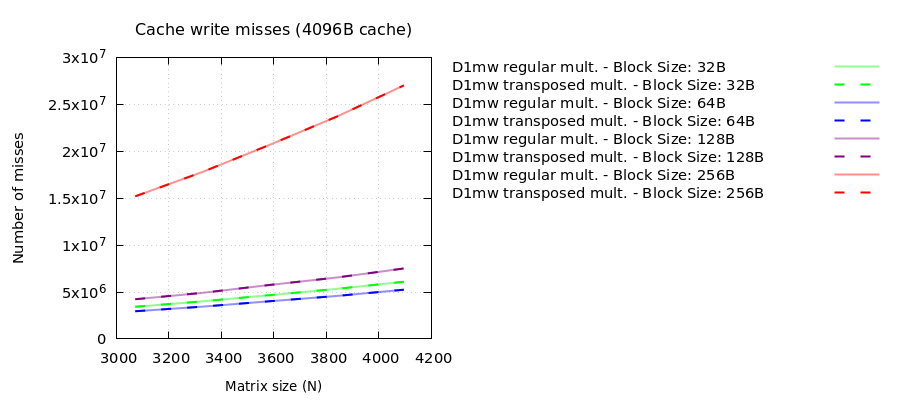 Cache write misses (4096B cache)
3x10^7
2.5x10^7
2x10^7
1.5x10^7
1x10^7
5x10^6
0
Number of misses
3000 3200 3400 3600 3800 4000 4200
Matrix size (N)
D1mw regular mult. - Block Size: 32B
D1mw transposed mult. - Block Size: 32B
D1mw regular mult. - Block Size: 64B
D1mw transposed mult. - Block Size: 64B
D1mw regular mult. - Block Size: 128B
D1mw transposed mult. - Block Size: 128B
D1mw regular mult. - Block Size: 256B
D1mw transposed mult. - Block Size: 256B